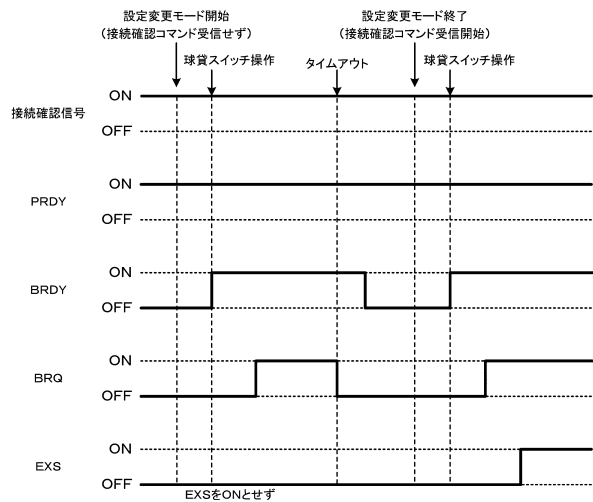 設定変更モード開始
(接続確認コマンド受信せず)
設定変更モード終了
(接続確認コマンド受信開始)
球貸スイッチ操作
タイムアウト
球貸スイッチ操作
接続確認信号
ON
OFF
PRDY
ON
OFF
BRDY
ON
OFF
BRQ
ON
OFF
EXS
ON
OFF
EXSをONとせず